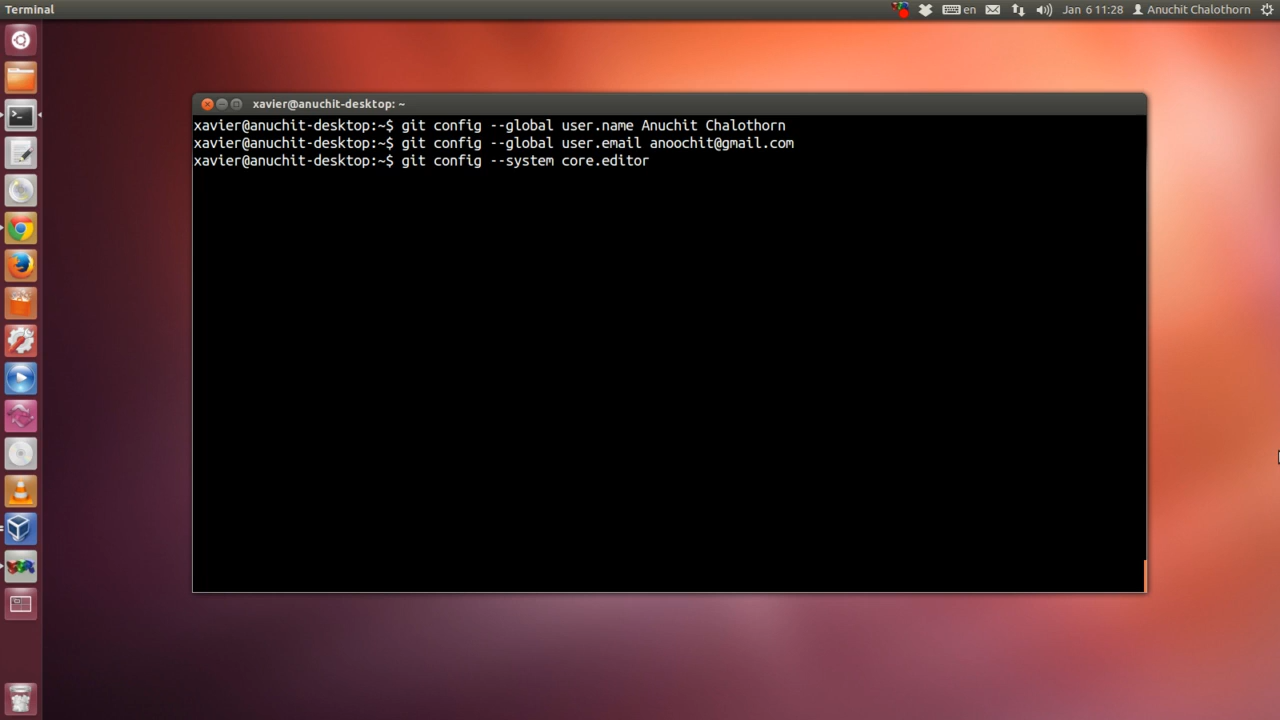 Terminal
en
Jan 6 11:28
Anuchit Chalothorn
xavier@anuchit-desktop: ~
xavier@anuchit-desktop:~$ git config --global user.name Anuchit Chalothorn
xavier@anuchit-desktop:~$ git config --global user.email anoochit@gmail.com
xavier@anuchit-desktop:~$ git config --system core.editor